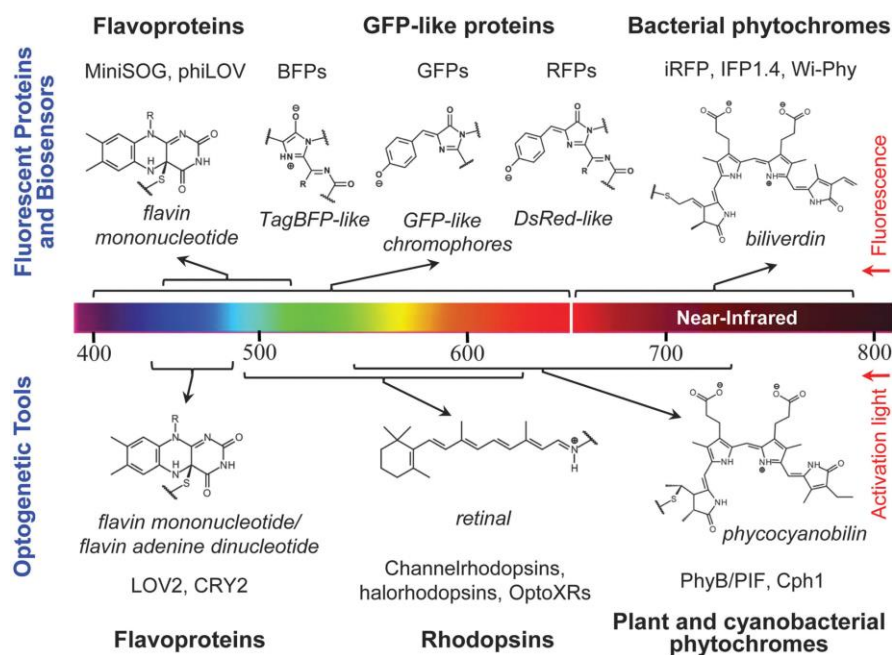 Fluorescent Proteins
and Biosensors
Flavoproteins
MiniSOG, philLOV
flavin
mononucleotide
GFP-like proteins
BFPs
GFPs
RFPs
TagBFP-like
GFP-like
chromophores
DsRed-like
Bacterial phytochromes
iRFP, IFP1.4, Wi-Phy
biliverdin
Fluorescence
Near-Infrared
400
500
600
700
800
Activation light
Optogenetic Tools
flavin mononucleotide/
flavin adenine dinucleotide
LOV2, CRY2
Flavoproteins
retinal
Channelrhodopsins,
halorhodopsins, OptoXRs
Rhodopsins
phycocyanobilin
PhyB/PIF, Cph1
Plant and cyanobacterial
phytochromes